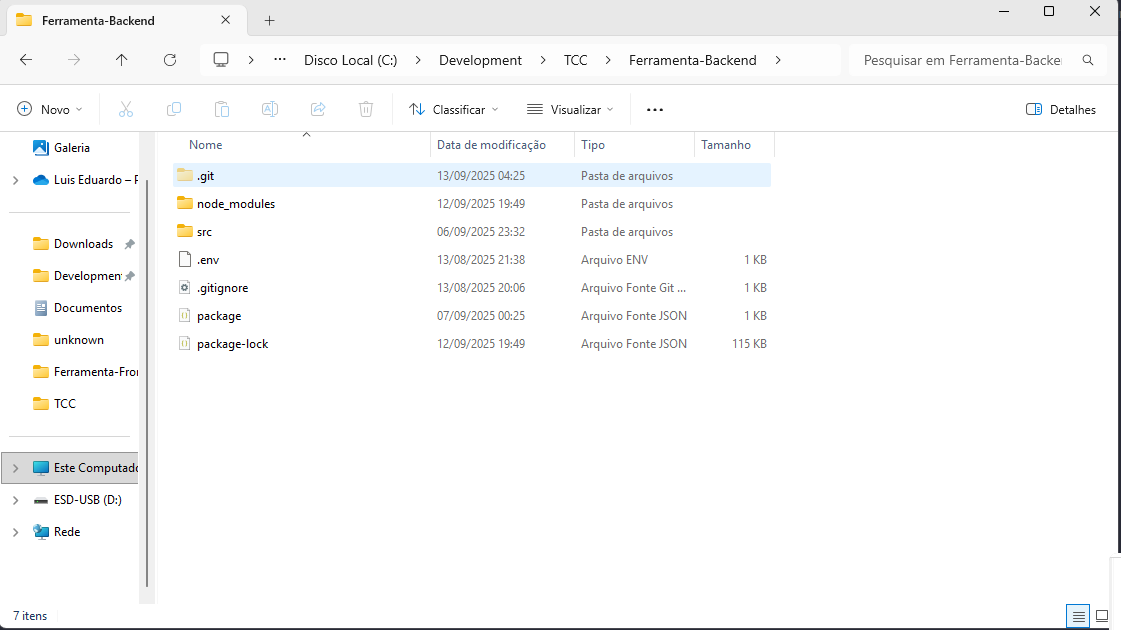 Ferramenta-Backend
Disco Local (C:) Development TCC Ferramenta-Backend
Pesquisar em Ferramenta-Backe
Novo Classificar Visualizar Detalhes
Nome Data de modificação Tipo Tamanho
Galeria
Luis Eduardo – P
Downloads
Development
Documentos
unknown
Ferramenta-Fron
TCC
Este Computado
ESD-USB (D:)
Rede
.git 13/09/2025 04:25 Pasta de arquivos
node_modules 12/09/2025 19:49 Pasta de arquivos
src 06/09/2025 23:32 Pasta de arquivos
.env 13/08/2025 21:38 Arquivo ENV 1 KB
.gitignore 13/08/2025 20:06 Arquivo Fonte Git ... 1 KB
package 07/09/2025 00:25 Arquivo Fonte JSON 1 KB
package-lock 12/09/2025 19:49 Arquivo Fonte JSON 115 KB
7 itens